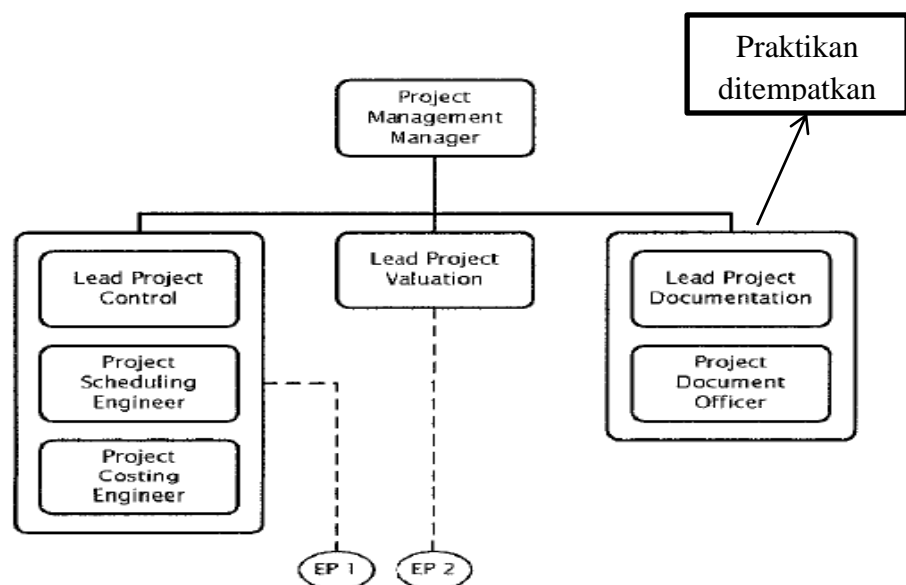 Praktikan
ditempatkan
Project
Management
Manager
Lead Project
Control
Project
Scheduling
Engineer
Project
Costing
Engineer
Lead Project
Valuation
Lead Project
Documentation
Project
Document
Officer
EP 1
EP 2